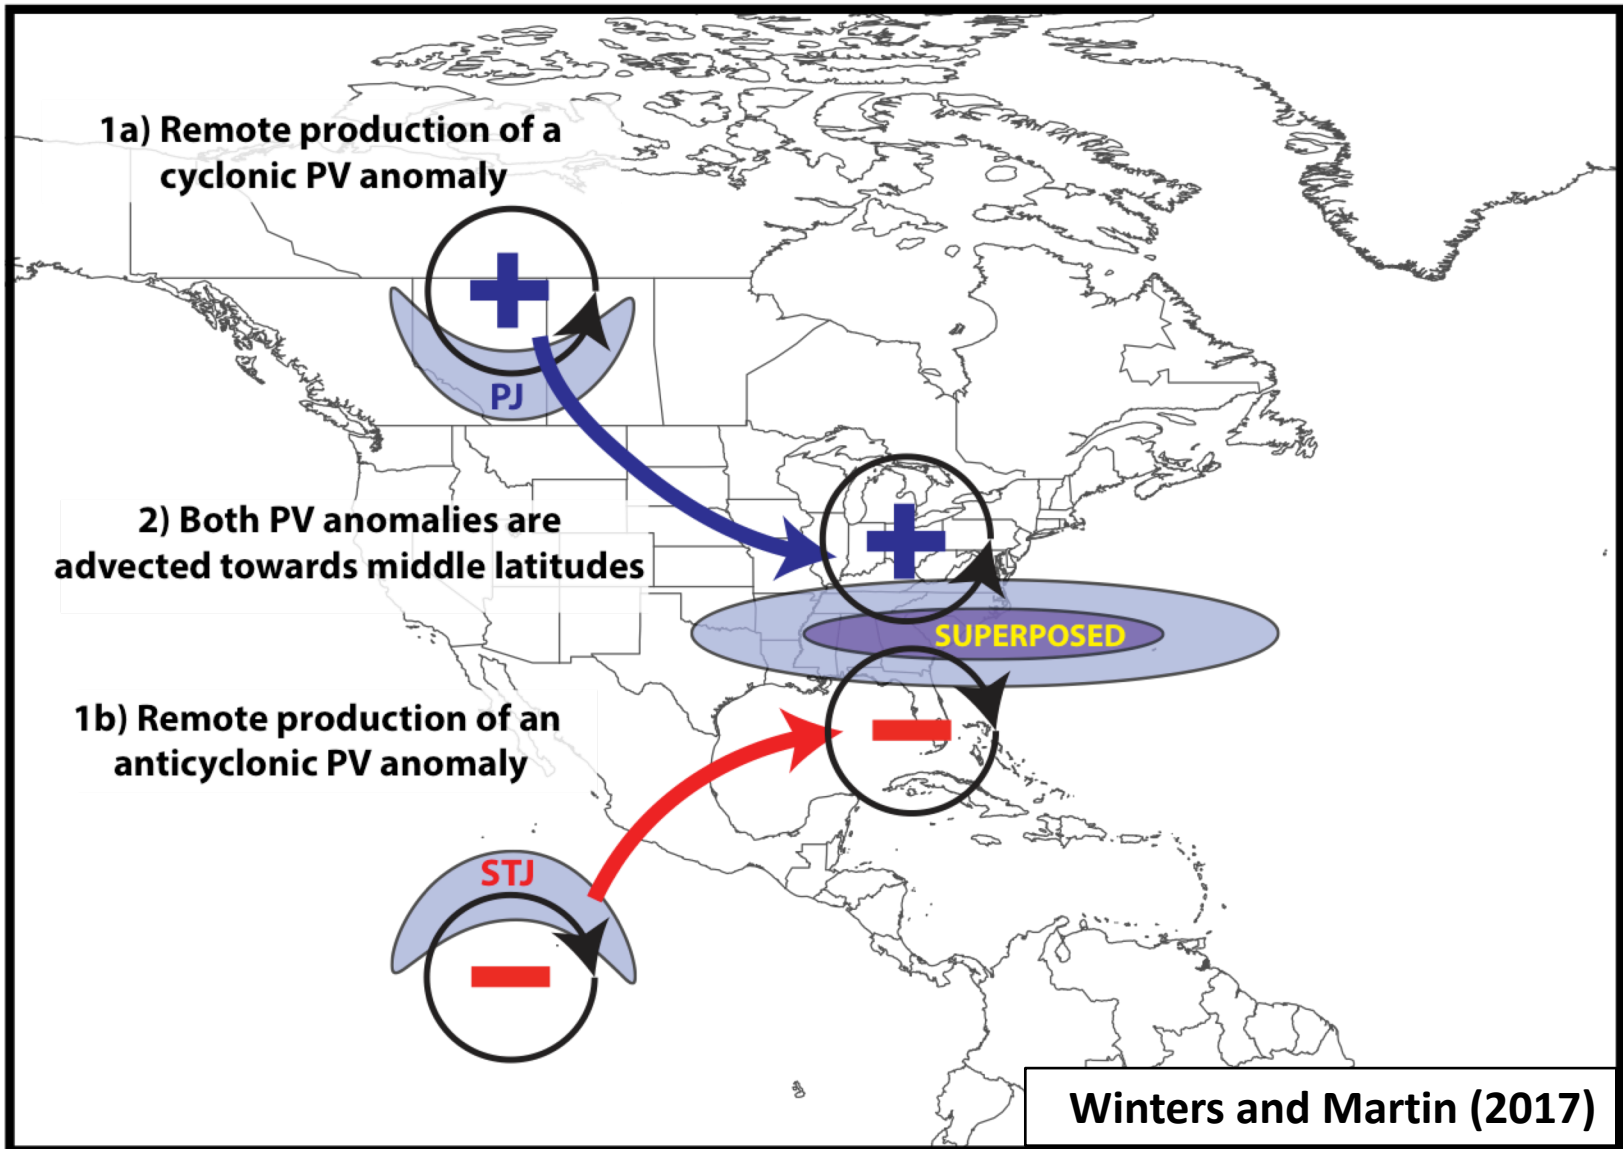 1a) Remote production of a
cyclonic PV anomaly
PJ
2) Both PV anomalies are
advected towards middle latitudes
SUPERPOSED
1b) Remote production of an
anticyclonic PV anomaly
STJ
Winters and Martin (2017)